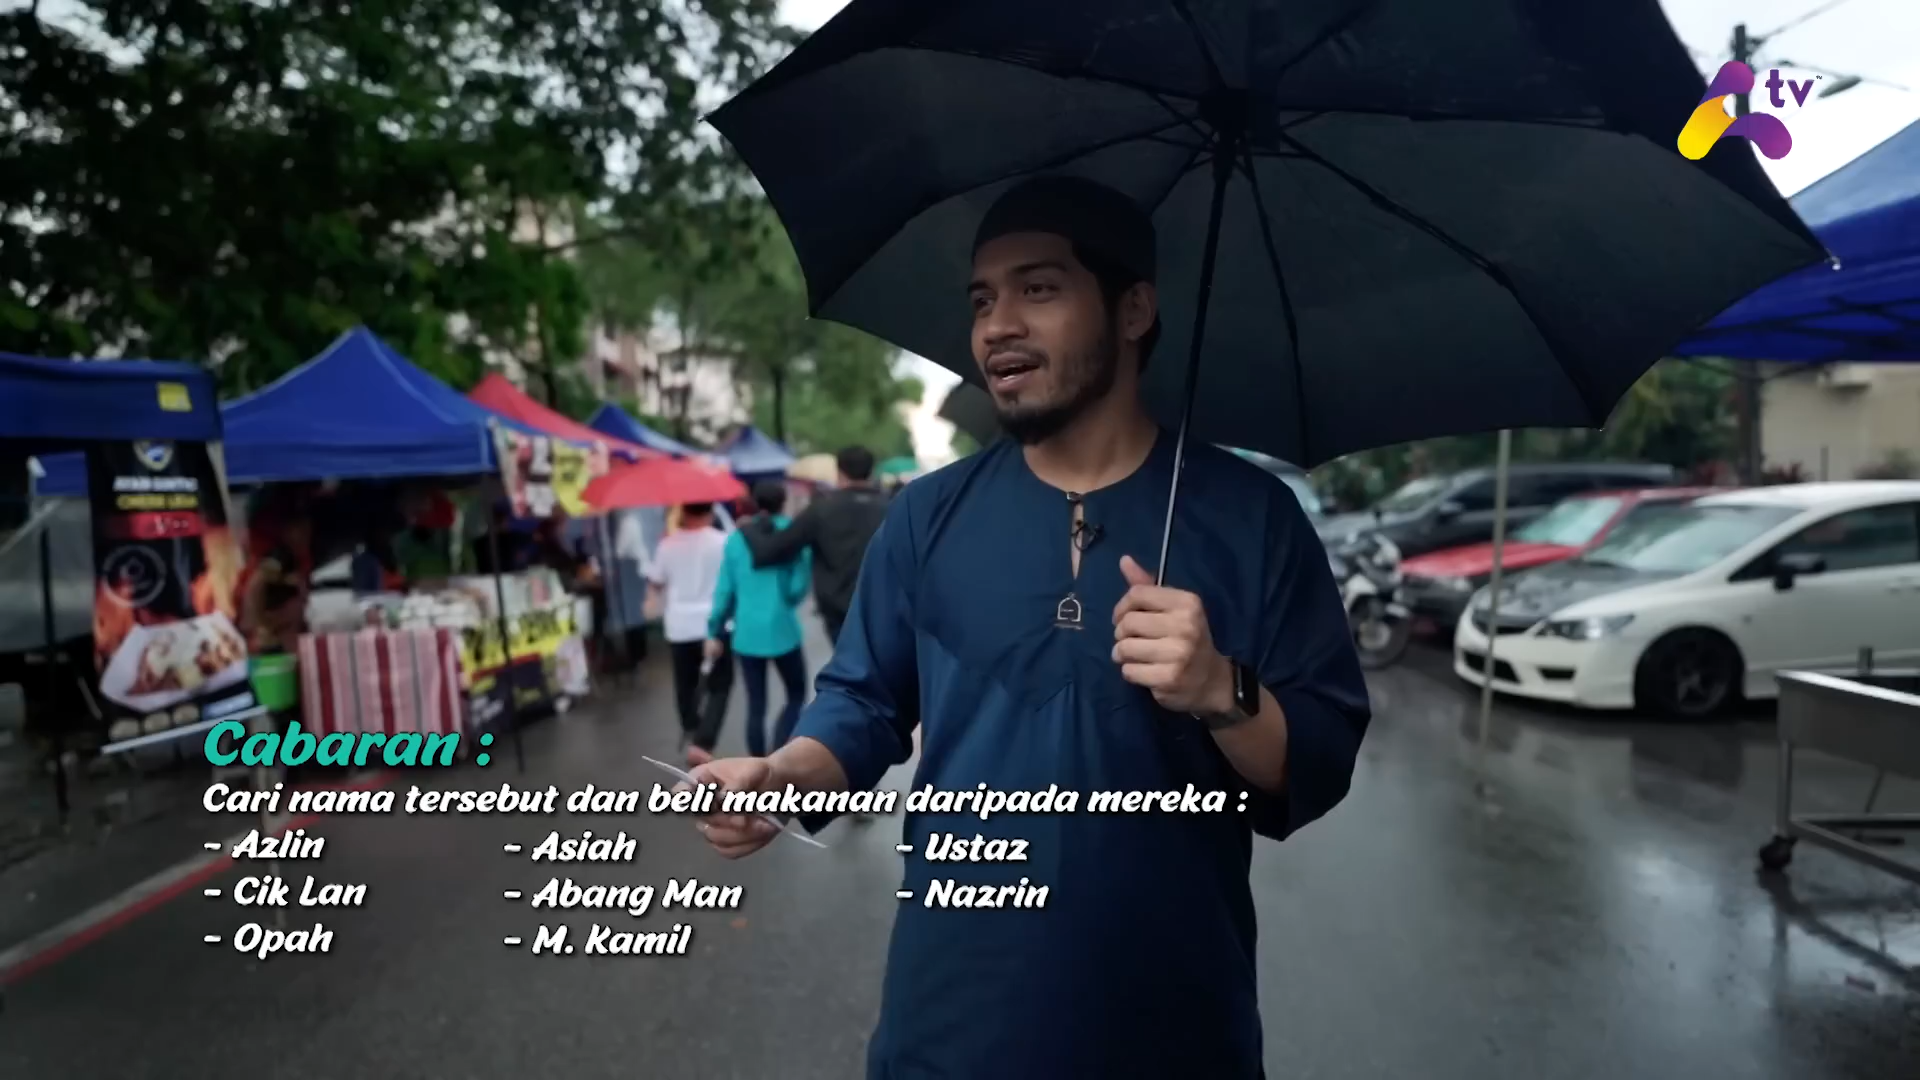 tv
Cabaran :
Cari nama tersebut dan beli makanan daripada mereka :
- Azlin
- Cik Lan
- Opah
- Asiah
- Abang Man
- M. Kamil
- Ustaz
- Nazrin